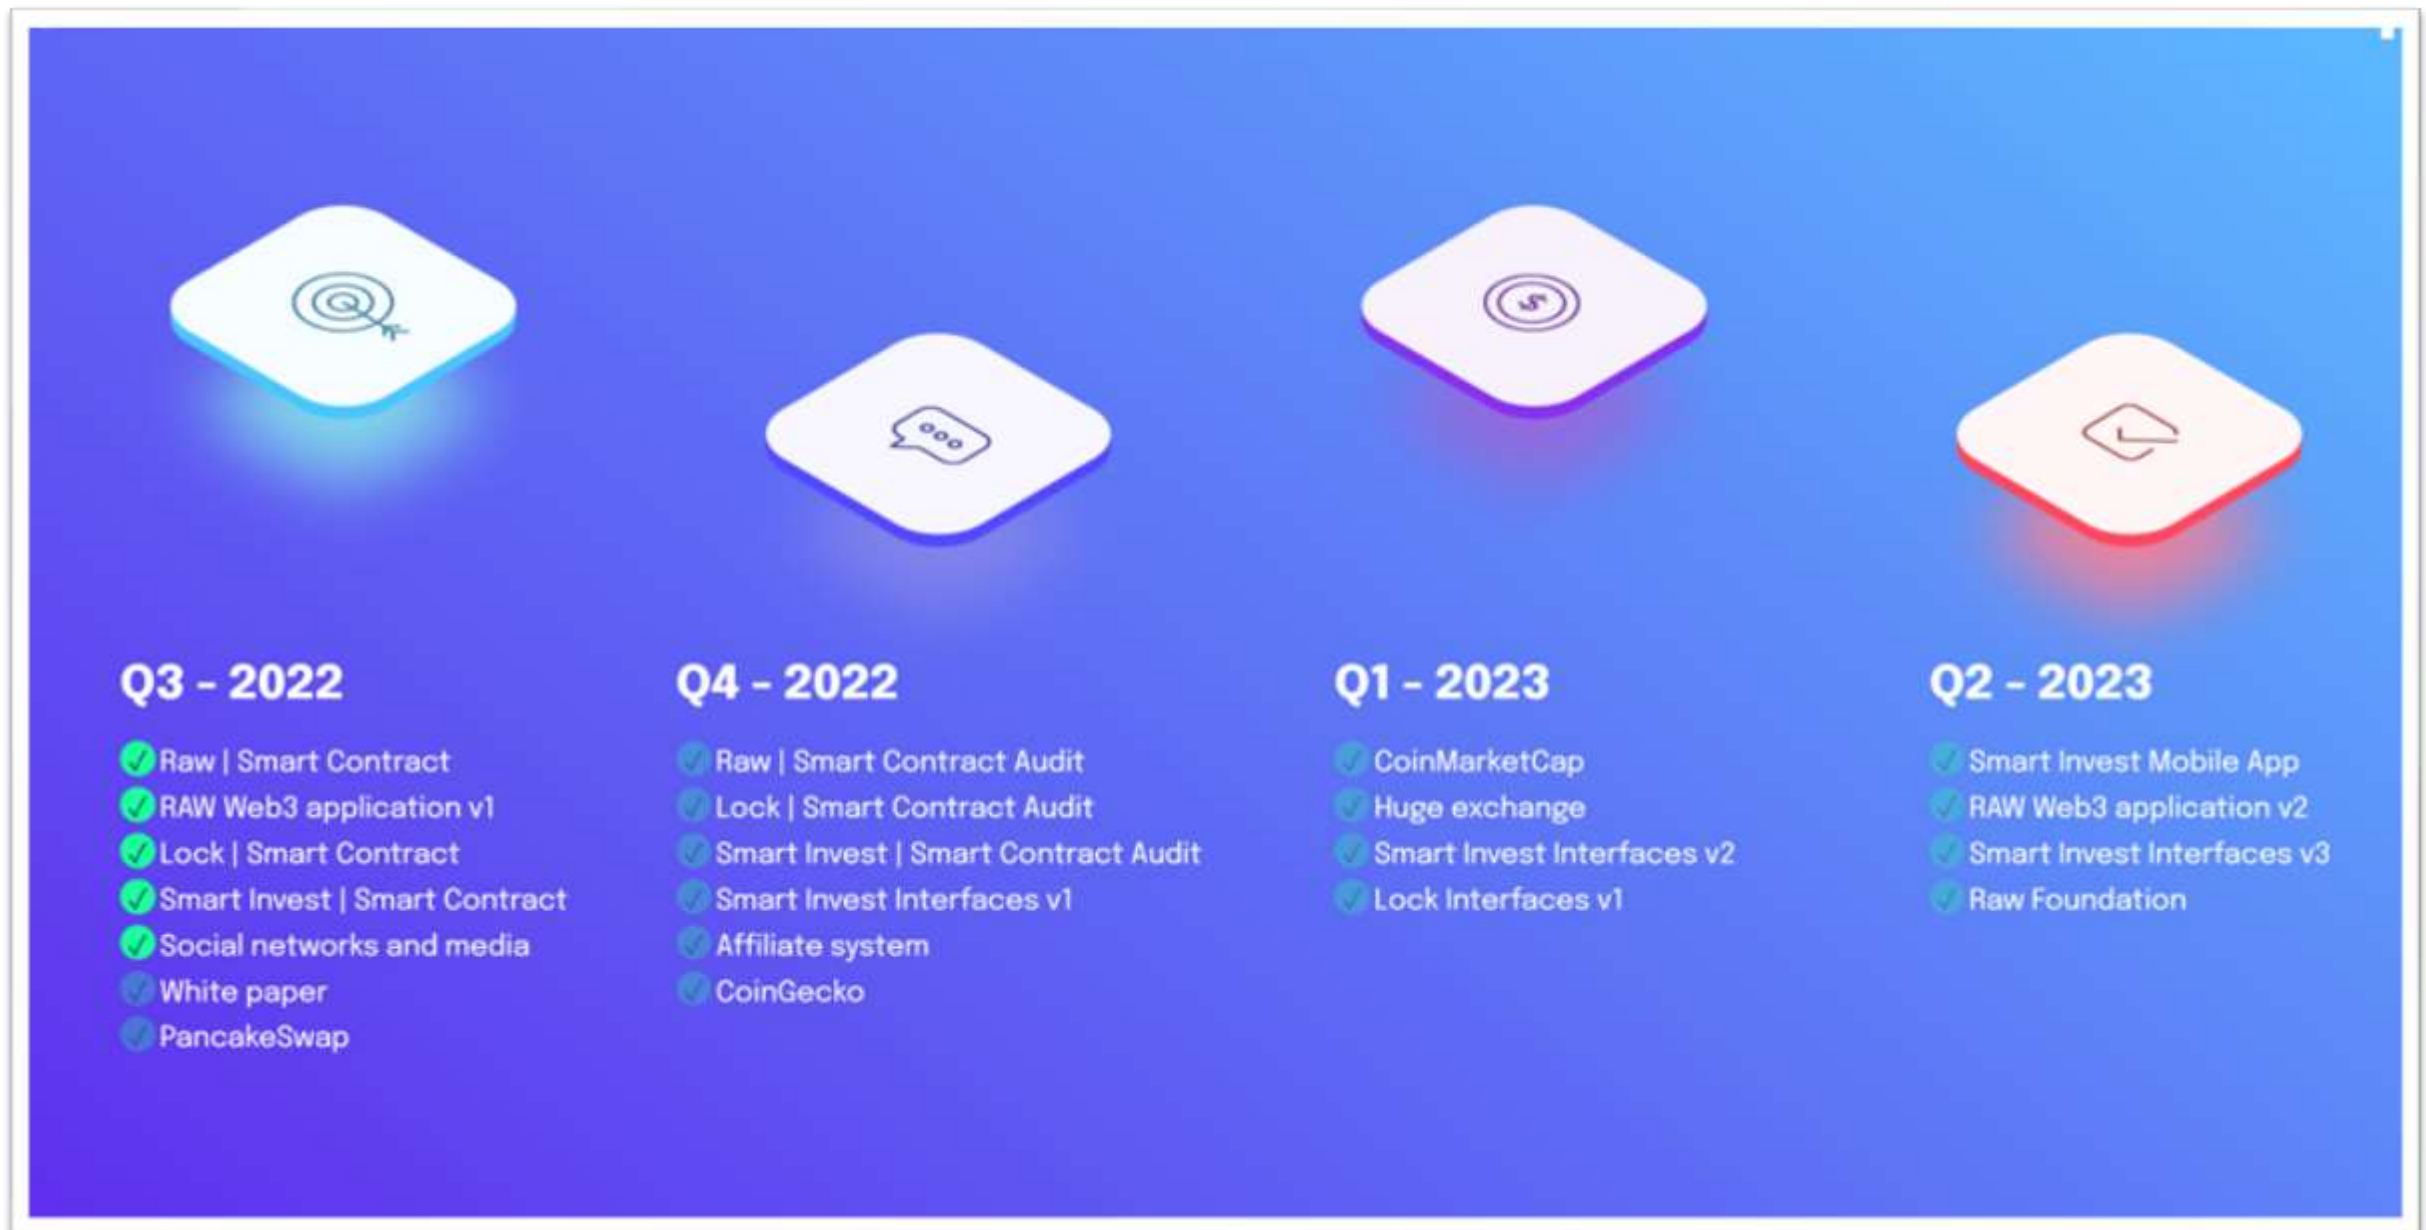 Q3 - 2022
Raw | Smart Contract
RAW Web3 application v1
Lock | Smart Contract
Smart Invest | Smart Contract
Social networks and media
White paper
PancakeSwap
Q4 - 2022
Raw | Smart Contract Audit
Lock | Smart Contract Audit
Smart Invest | Smart Contract Audit
Smart Invest Interfaces v1
Affiliate system
CoinGecko
Q1 - 2023
CoinMarketCap
Huge exchange
Smart Invest Interfaces v2
Lock Interfaces v1
Q2 - 2023
Smart Invest Mobile App
RAW Web3 application v2
Smart Invest Interfaces v3
Raw Foundation